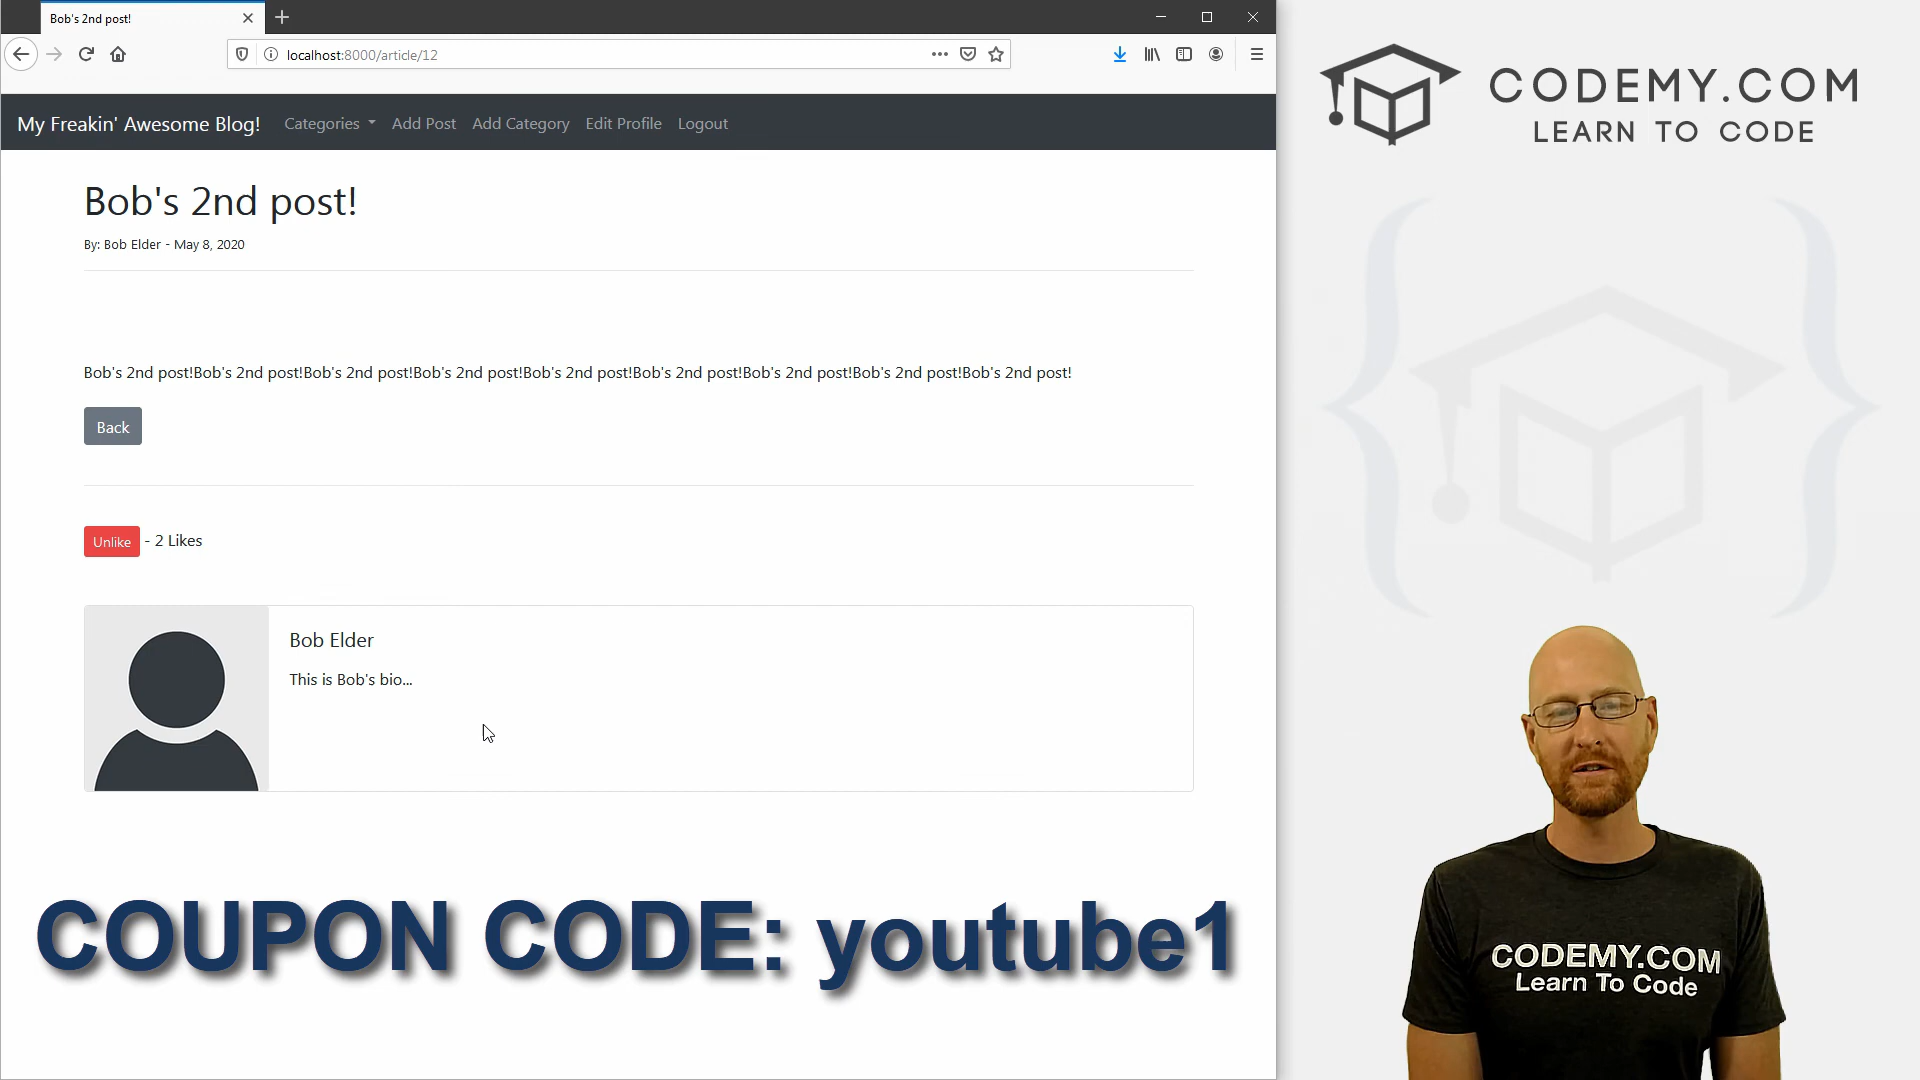 Bob's 2nd post!
localhost:8000/article/12
My Freakin' Awesome Blog! Categories Add Post Add Category Edit Profile Logout
Bob's 2nd post!
By: Bob Elder - May 8, 2020
Bob's 2nd post!Bob's 2nd post!Bob's 2nd post!Bob's 2nd post!Bob's 2nd post!Bob's 2nd post!Bob's 2nd post!Bob's 2nd post!Bob's 2nd post!
Back
Unlike - 2 Likes
Bob Elder
This is Bob's bio...
COUPON CODE: youtube1
CODEMY.COM
LEARN TO CODE
CODEMY.COM
Learn To Code